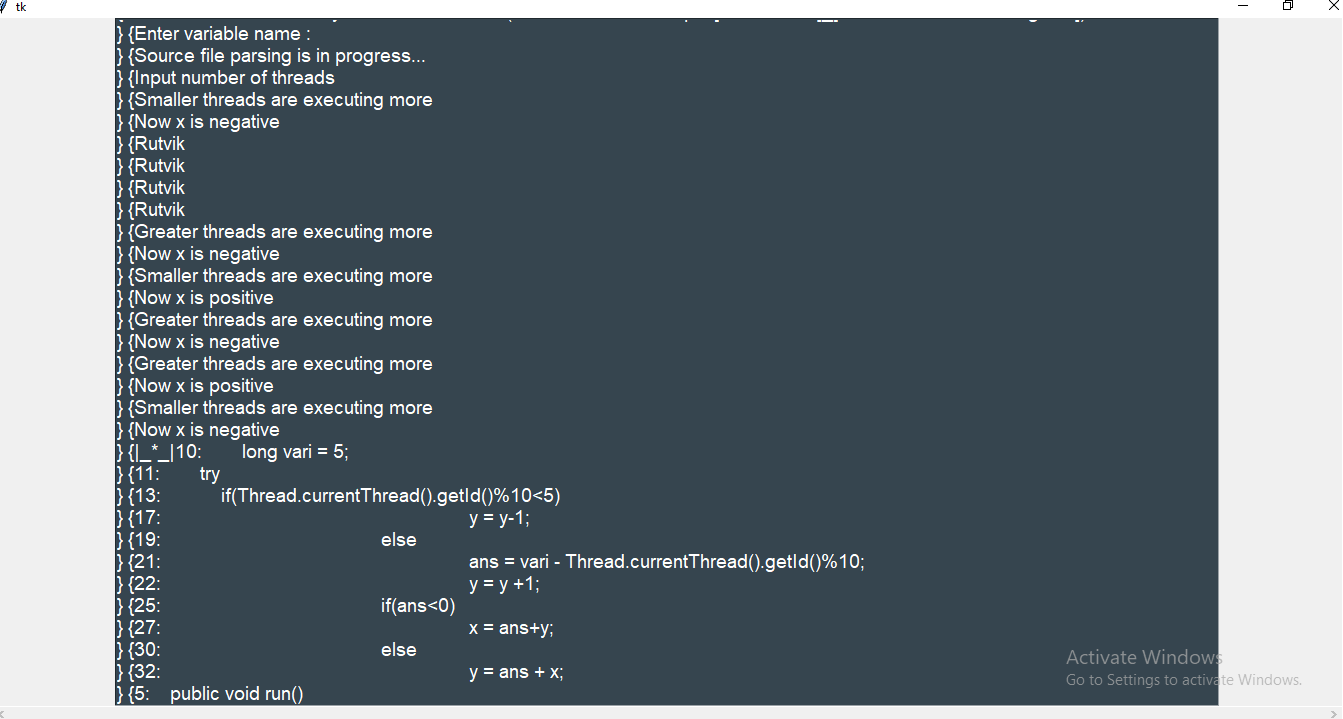 tk
} {Enter variable name :
} {Source file parsing is in progress...
} {Input number of threads
} {Smaller threads are executing more
} {Now x is negative
} {Rutvik
} {Rutvik
} {Rutvik
} {Rutvik
} {Greater threads are executing more
} {Now x is negative
} {Smaller threads are executing more
} {Now x is positive
} {Greater threads are executing more
} {Now x is negative
} {Greater threads are executing more
} {Now x is positive
} {Smaller threads are executing more
} {Now x is negative
} {|_*_|10: long vari = 5;
} {11: try
} {13: if(Thread.currentThread().getId()%10<5)
} {17: y = y-1;
} {19: else
} {21: ans = vari - Thread.currentThread().getId()%10;
} {22: y = y +1;
} {25: if(ans<0)
} {27: x = ans+y;
} {30: else
} {32: y = ans + x;
} {5: public void run()
Activate Windows
Go to Settings to activate Windows.